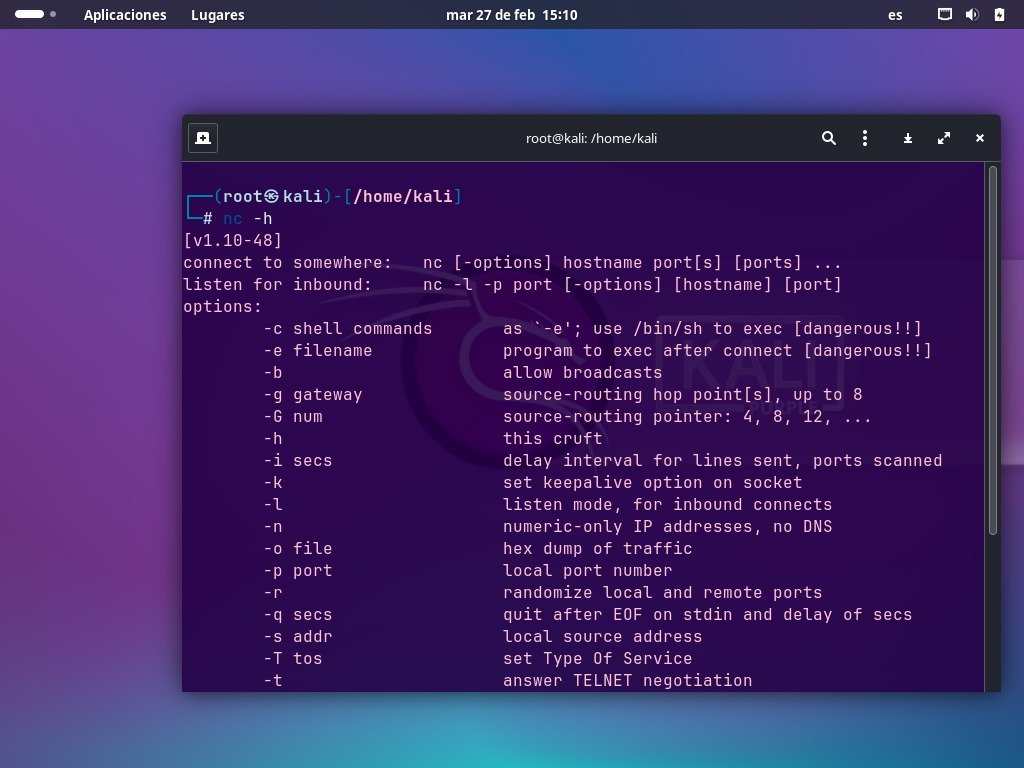 Aplicaciones Lugares mar 27 de feb 15:10 es
root@kali: /home/kali
(root㉿kali)-[/home/kali]
# nc -h
[v1.10-48]
connect to somewhere: nc [-options] hostname port[s] [ports] ...
listen for inbound: nc -l -p port [-options] [hostname] [port]
options:
-c shell commands as `-e'; use /bin/sh to exec [dangerous!!]
-e filename program to exec after connect [dangerous!!]
-b allow broadcasts
-g gateway source-routing hop point[s], up to 8
-G num source-routing pointer: 4, 8, 12, ...
-h this cruft
-i secs delay interval for lines sent, ports scanned
-k set keepalive option on socket
-l listen mode, for inbound connects
-n numeric-only IP addresses, no DNS
-o file hex dump of traffic
-p port local port number
-r randomize local and remote ports
-q secs quit after EOF on stdin and delay of secs
-s addr local source address
-T tos set Type Of Service
-t answer TELNET negotiation
KALI
PURPLE